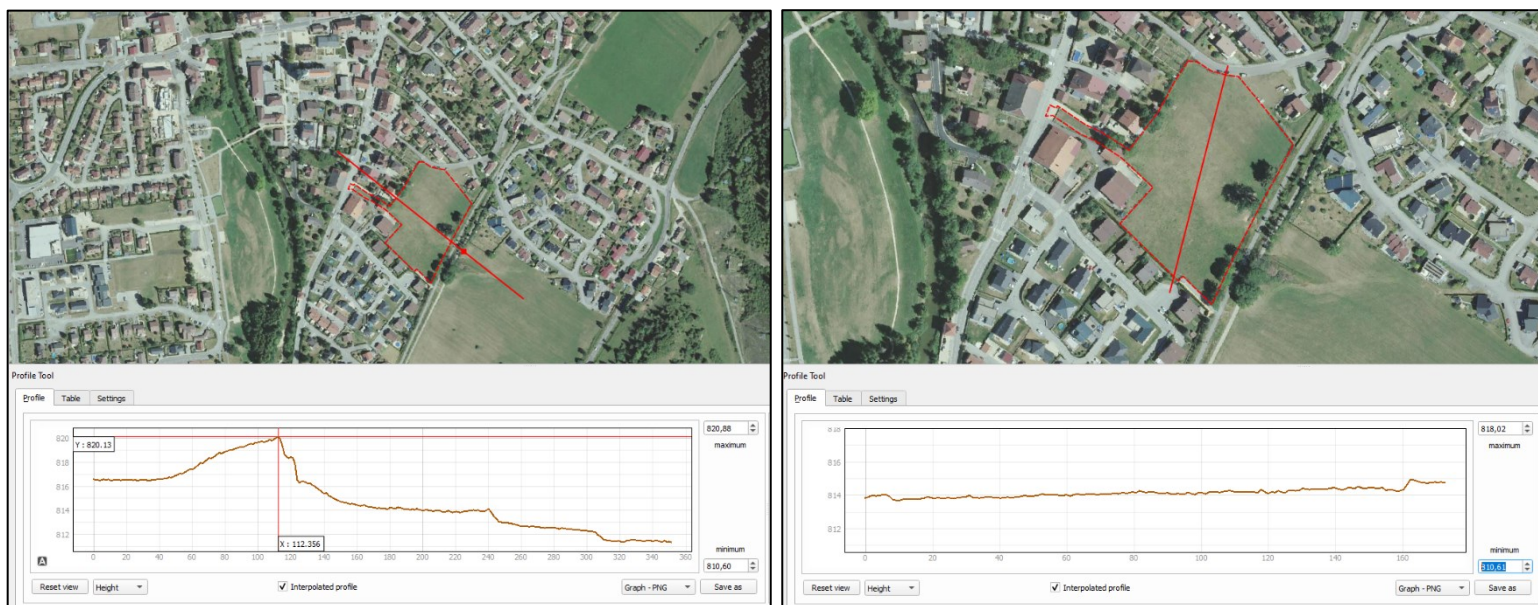 Profile Tool
Profile Table Settings
820,88
maximum
820
Y : 820.13
818
816
814
812
X : 112.356
minimum
810,60
A
0 20 40 60 80 100 120 140 160 180 200 220 240 260 280 300 320 340 360
Reset view Height Interpolated profile Graph - PNG Save as
Profile Tool
Profile Table Settings
818
818,02
maximum
816
814
812
minimum
810,61
0 20 40 60 80 100 120 140 160
Reset view Height Interpolated profile Graph - PNG Save as